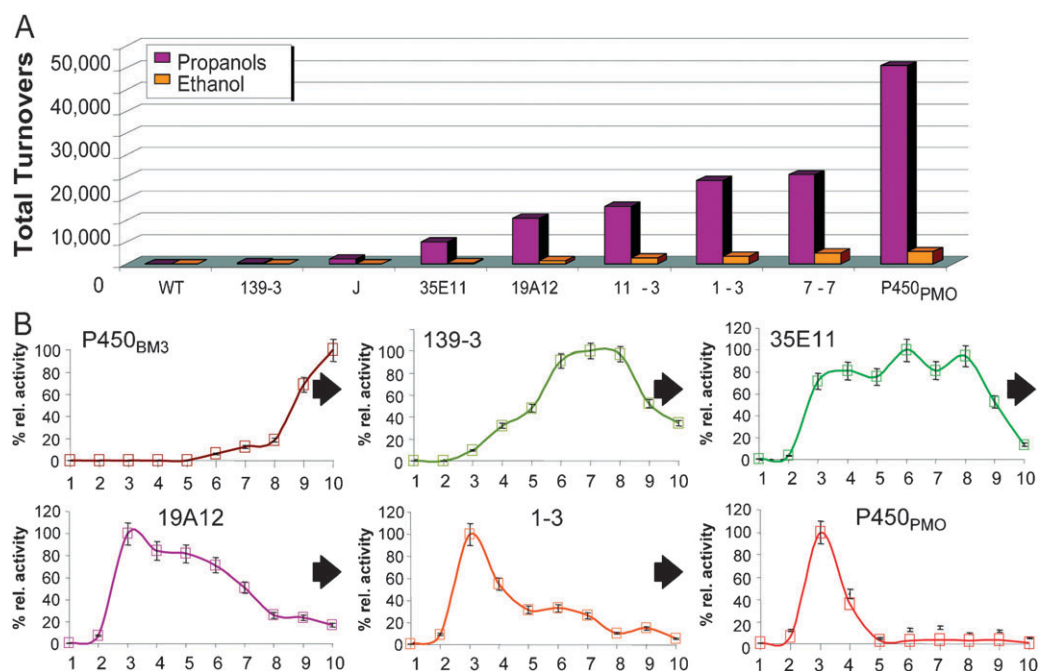 A
Total Turnovers
50,000
40,000
30,000
20,000
10,000
0
Propanols
Ethanol
WT 139-3 J 35E11 19A12 11 - 3 1 - 3 7 - 7 P450PMO
B
P450BM3
% rel. activity
100
80
60
40
20
0
1 2 3 4 5 6 7 8 9 10
139-3
% rel. activity
100
80
60
40
20
0
1 2 3 4 5 6 7 8 9 10
35E11
% rel. activity
120
100
80
60
40
20
0
1 2 3 4 5 6 7 8 9 10
19A12
% rel. activity
120
100
80
60
40
20
0
1 2 3 4 5 6 7 8 9 10
1-3
% rel. activity
120
100
80
60
40
20
0
1 2 3 4 5 6 7 8 9 10
P450PMO
% rel. activity
120
100
80
60
40
20
0
1 2 3 4 5 6 7 8 9 10